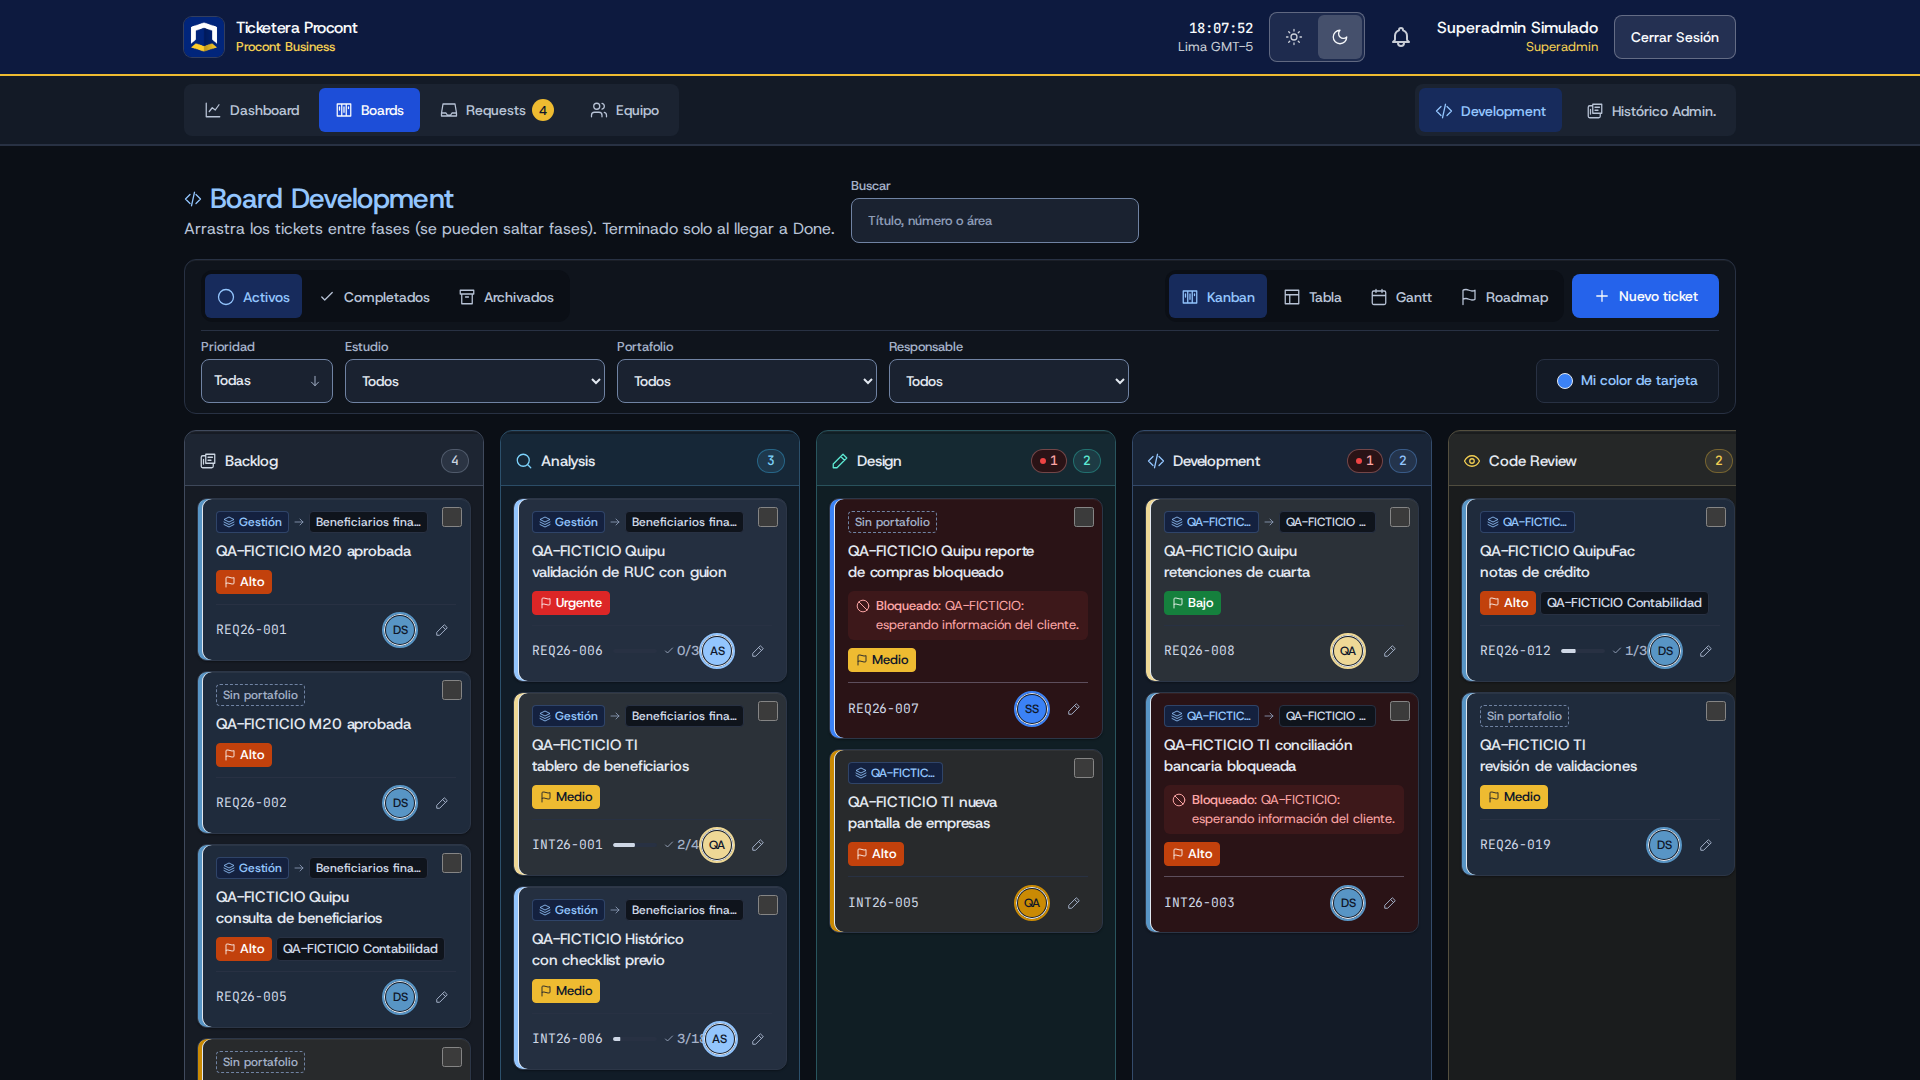 Ticketera Procont
Procont Business
18:07:52
Lima GMT-5
Superadmin Simulado
Superadmin
Cerrar Sesión
Dashboard
Boards
Requests 4
Equipo
Development
Histórico Admin.
Board Development
Arrastra los tickets entre fases (se pueden saltar fases). Terminado solo al llegar a Done.
Buscar
Título, número o área
Activos
Completados
Archivados
Kanban
Tabla
Gantt
Roadmap
Nuevo ticket
Prioridad
Todas
Estudio
Todos
Portafolio
Todos
Responsable
Todos
Mi color de tarjeta
Backlog 4
Gestión → Beneficiarios fina...
QA-FICTICIO M20 aprobada
Alto
REQ26-001 DS
Sin portafolio
QA-FICTICIO M20 aprobada
Alto
REQ26-002 DS
Gestión → Beneficiarios fina...
QA-FICTICIO Quipu
consulta de beneficiarios
Alto QA-FICTICIO Contabilidad
REQ26-005 DS
Sin portafolio
Analysis 3
Gestión → Beneficiarios fina...
QA-FICTICIO Quipu
validación de RUC con guion
Urgente
REQ26-006 0/3 AS
Gestión → Beneficiarios fina...
QA-FICTICIO TI
tablero de beneficiarios
Medio
INT26-001 2/4 QA
Gestión → Beneficiarios fina...
QA-FICTICIO Histórico
con checklist previo
Medio
INT26-006 AS
Design 1 2
Sin portafolio
QA-FICTICIO Quipu reporte
de compras bloqueado
Bloqueado: QA-FICTICIO:
esperando información del cliente.
Medio
REQ26-007 SS
QA-FICTIC...
QA-FICTICIO TI nueva
pantalla de empresas
Alto
INT26-005 QA
Development 1 2
QA-FICTIC... → QA-FICTICIO ...
QA-FICTICIO Quipu
retenciones de cuarta
Bajo
REQ26-008 QA
QA-FICTIC... → QA-FICTICIO ...
QA-FICTICIO TI conciliación
bancaria bloqueada
Bloqueado: QA-FICTICIO:
esperando información del cliente.
Alto
INT26-003 DS
Code Review 2
QA-FICTIC...
QA-FICTICIO QuipuFac
notas de crédito
Alto QA-FICTICIO Contabilidad
REQ26-012 1/3 DS
Sin portafolio
QA-FICTICIO TI
revisión de validaciones
Medio
REQ26-019 DS